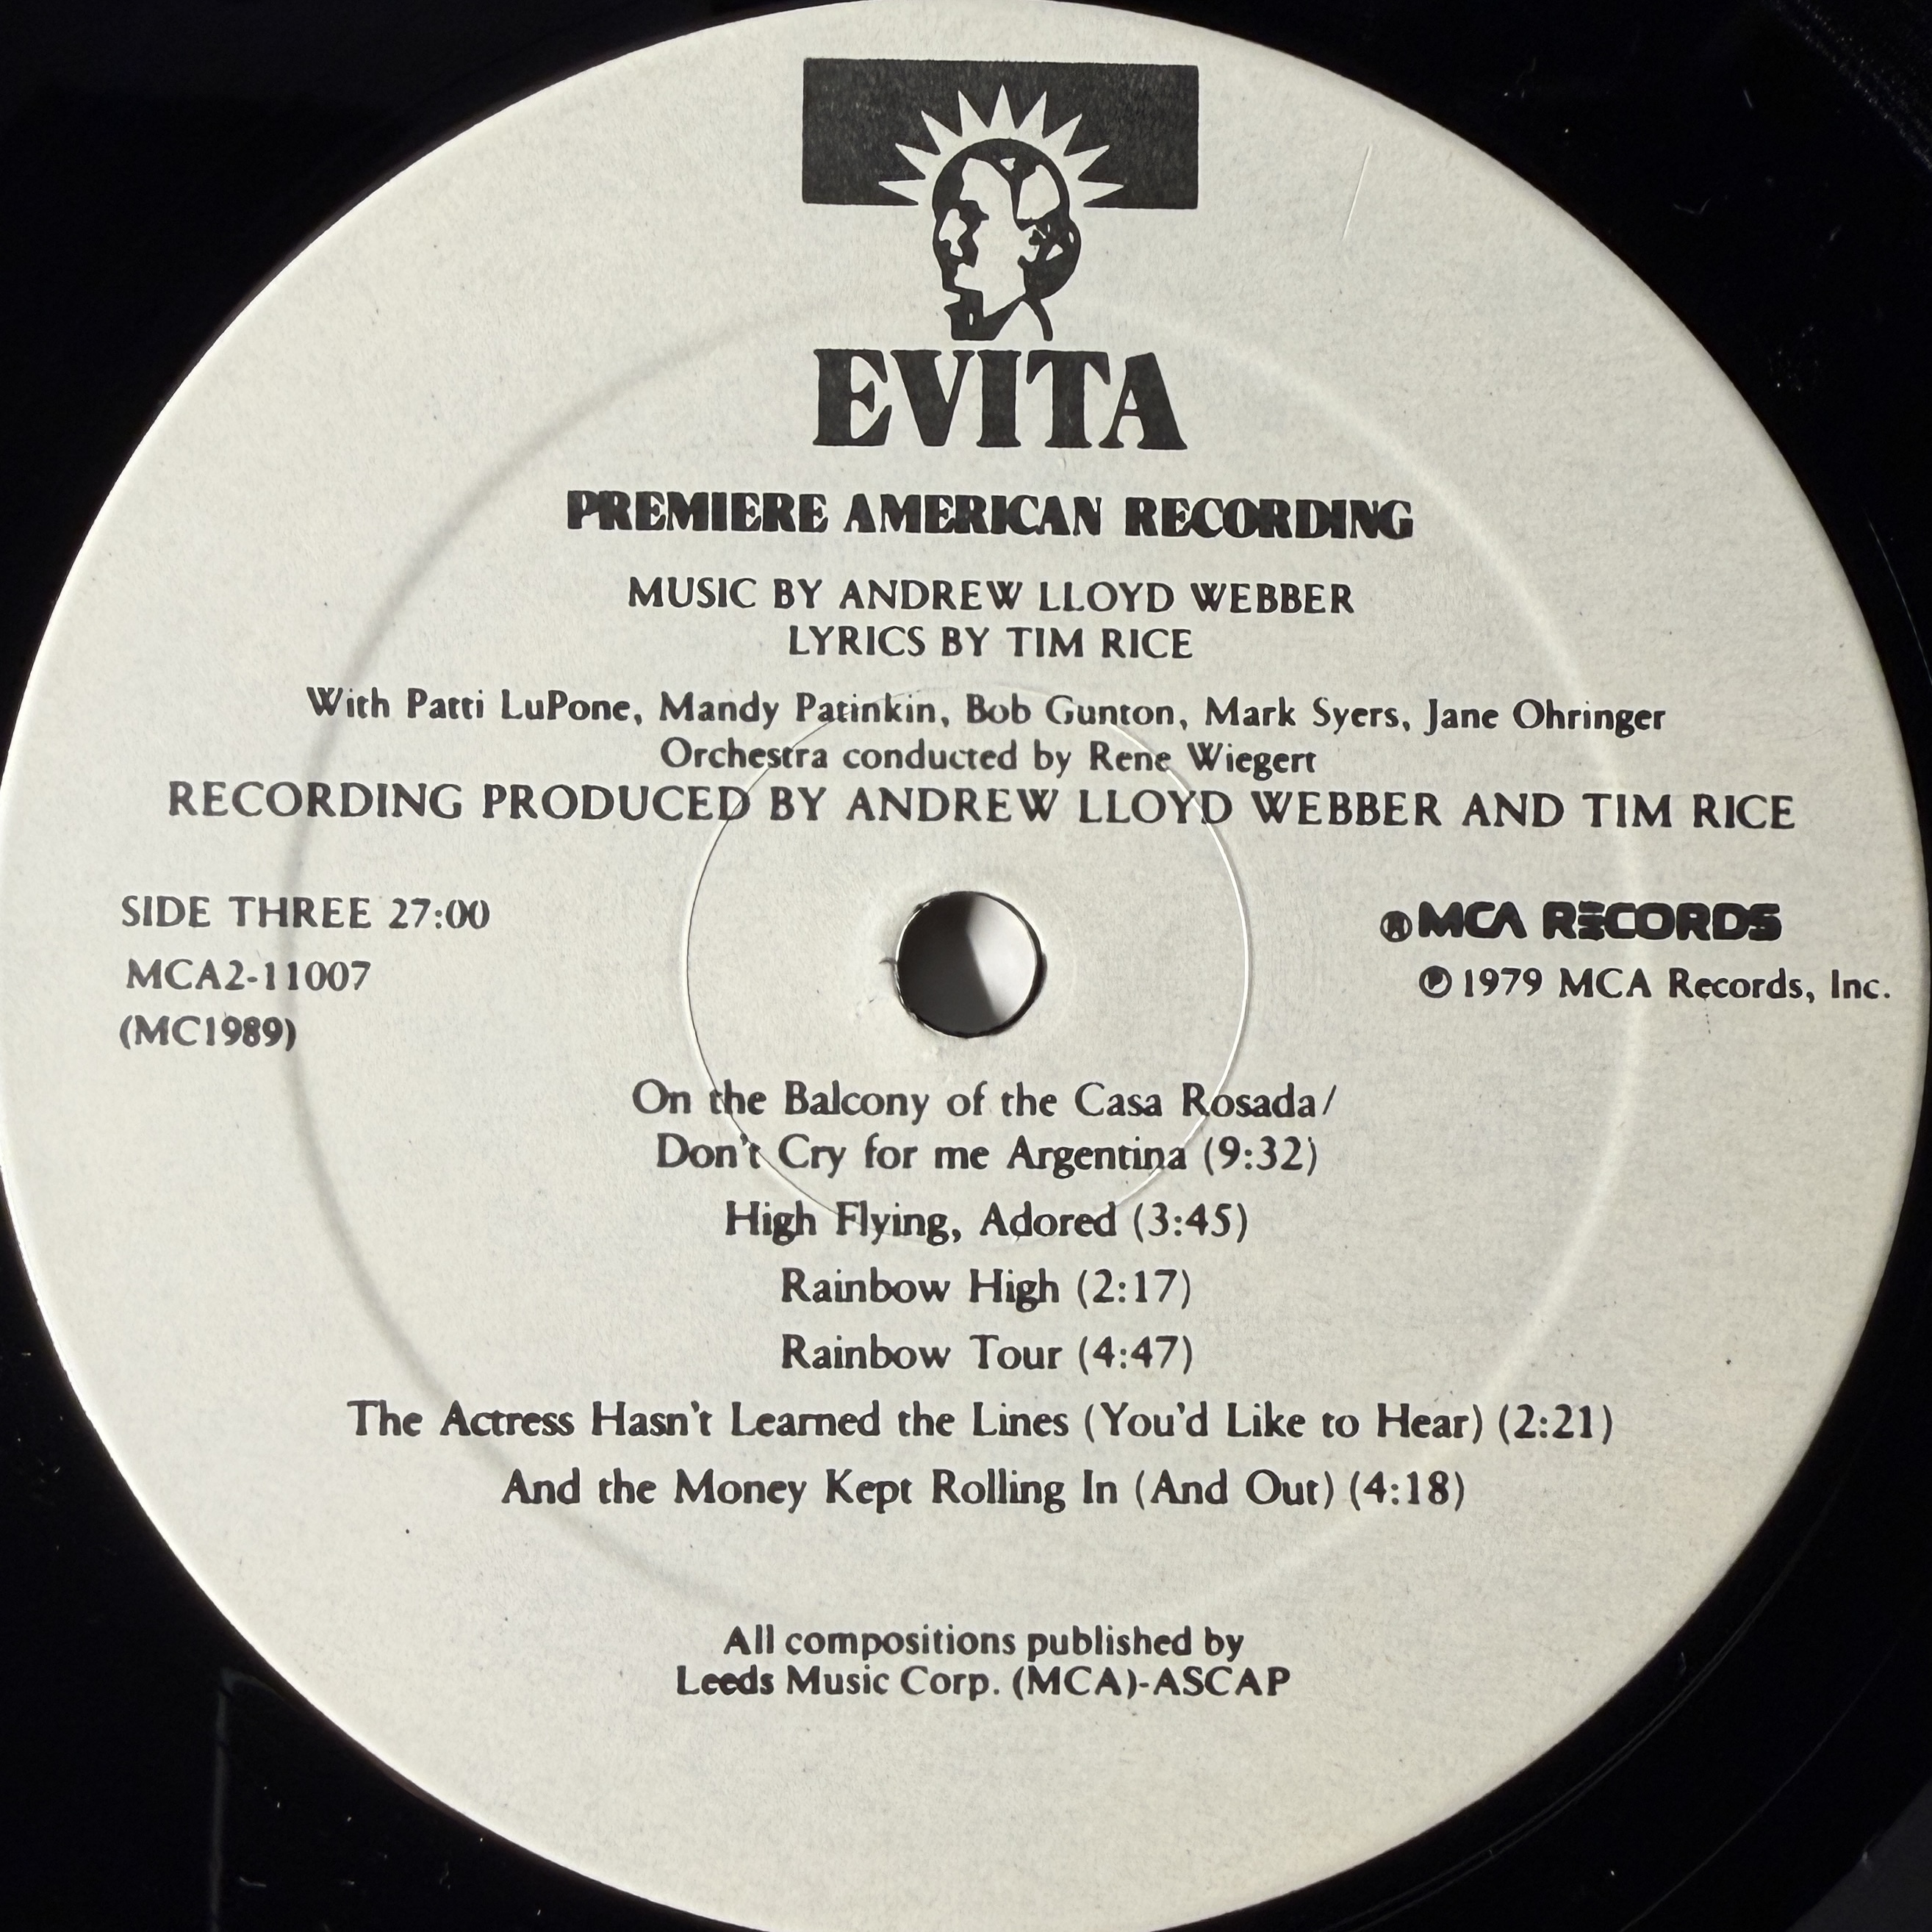 EVITA
PREMIERE AMERICAN RECORDING
MUSIC BY ANDREW LLOYD WEBBER
LYRICS BY TIM RICE
With Patti LuPone, Mandy Patinkin, Bob Gunton, Mark Syers, Jane Ohringer
Orchestra conducted by Rene Wiegert
RECORDING PRODUCED BY ANDREW LLOYD WEBBER AND TIM RICE
SIDE THREE 27:00
MCA2-11007
(MC1989)
®MCA RECORDS
℗1979 MCA Records, Inc.
On the Balcony of the Casa Rosada/
Don't Cry for me Argentina (9:32)
High Flying, Adored (3:45)
Rainbow High (2:17)
Rainbow Tour (4:47)
The Actress Hasn't Learned the Lines (You'd Like to Hear) (2:21)
And the Money Kept Rolling In (And Out) (4:18)
All compositions published by
Leeds Music Corp. (MCA)-ASCAP